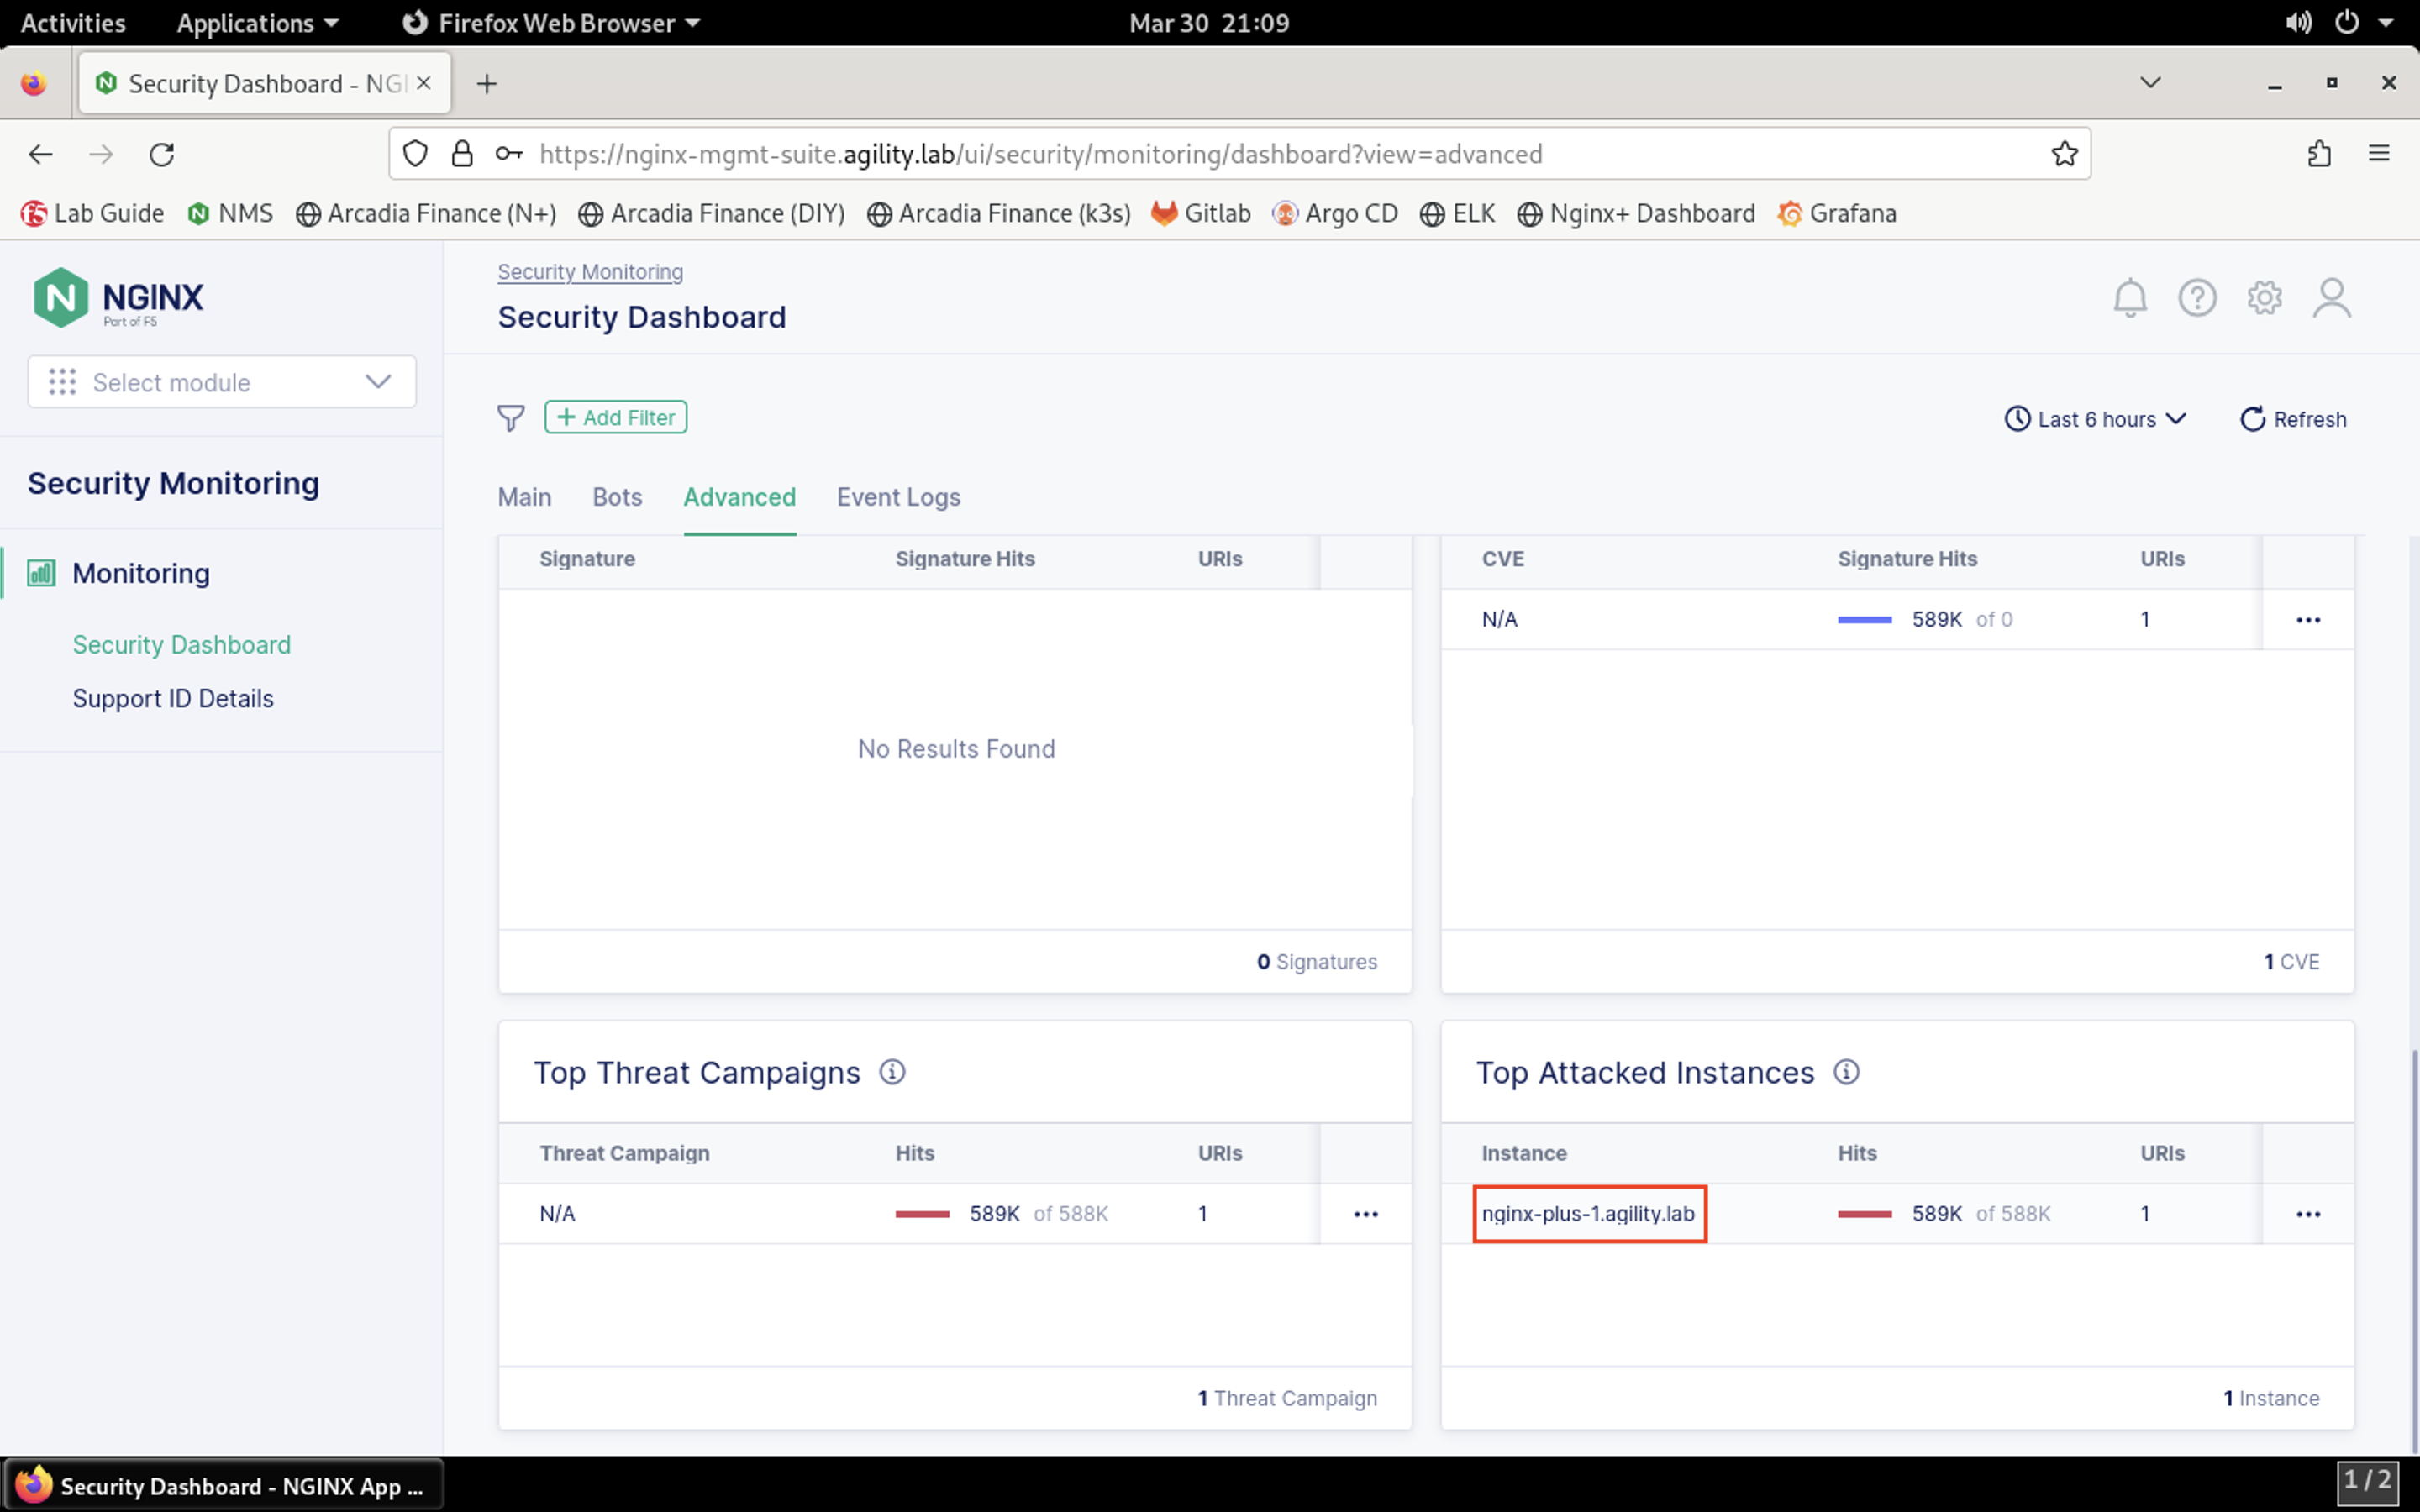 Activities Applications Firefox Web Browser Mar 30 21:09
Security Dashboard - NGI
https://nginx-mgmt-suite.agility.lab/ui/security/monitoring/dashboard?view=advanced
Lab Guide NMS Arcadia Finance (N+) Arcadia Finance (DIY) Arcadia Finance (k3s) Gitlab Argo CD ELK Nginx+ Dashboard Grafana
NGINX
Part of F5
Select module
Security Monitoring
Monitoring
Security Dashboard
Support ID Details
Security Monitoring
Security Dashboard
+ Add Filter
Last 6 hours Refresh
Main Bots Advanced Event Logs
Signature Signature Hits URIs
No Results Found
0 Signatures
CVE Signature Hits URIs
N/A 589K of 0 1 ...
1 CVE
Top Threat Campaigns
Threat Campaign Hits URIs
N/A 589K of 588K 1 ...
1 Threat Campaign
Top Attacked Instances
Instance Hits URIs
nginx-plus-1.agility.lab 589K of 588K 1 ...
1 Instance
Security Dashboard - NGINX App ...
1 / 2